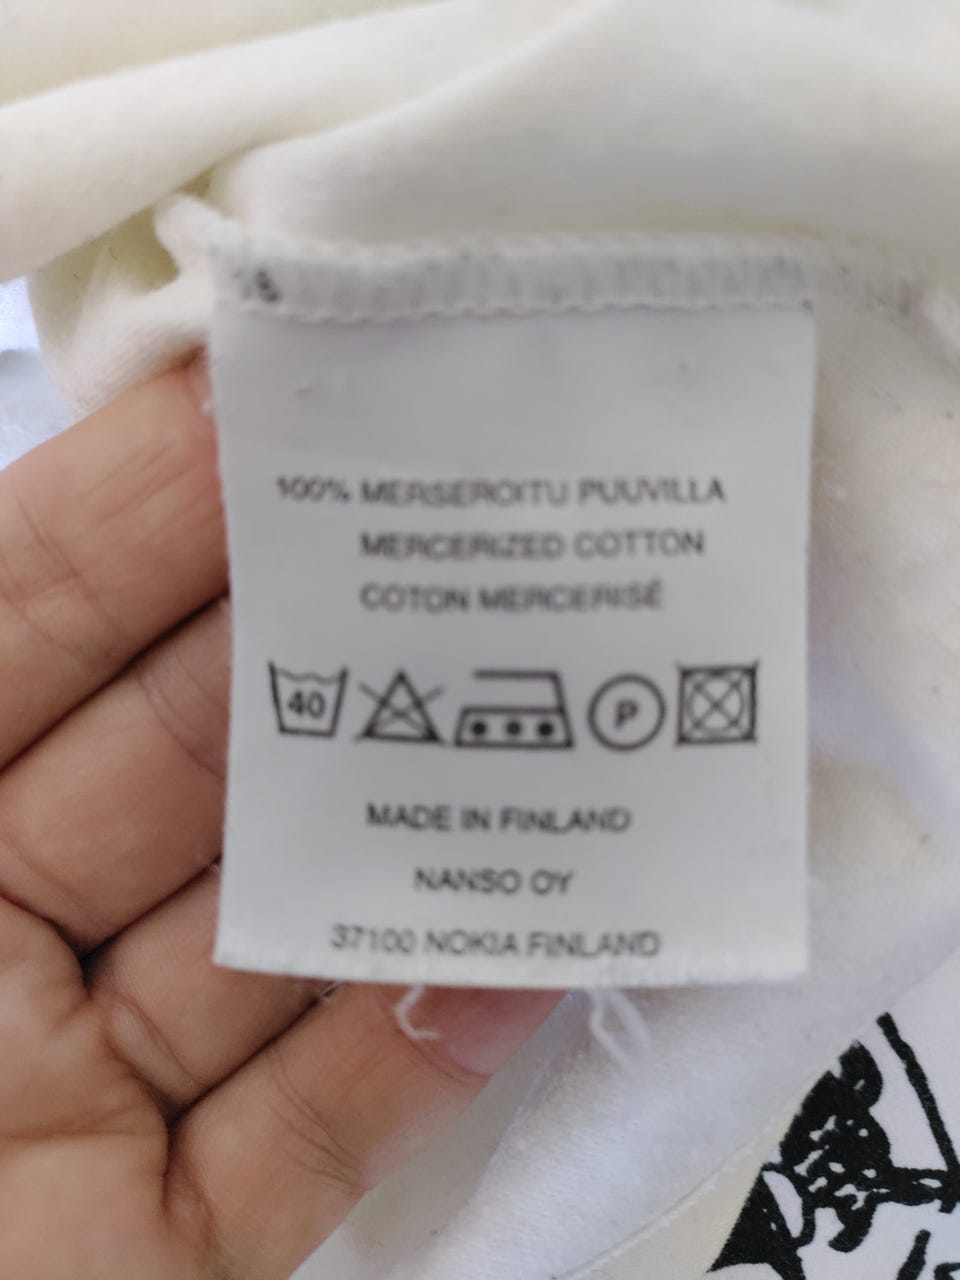 100% MERSEROITU PUUVILLA
MERCERIZED COTTON
COTON MERCERISÉ
40 P
MADE IN FINLAND
NANSO OY
37100 NOKIA FINLAND